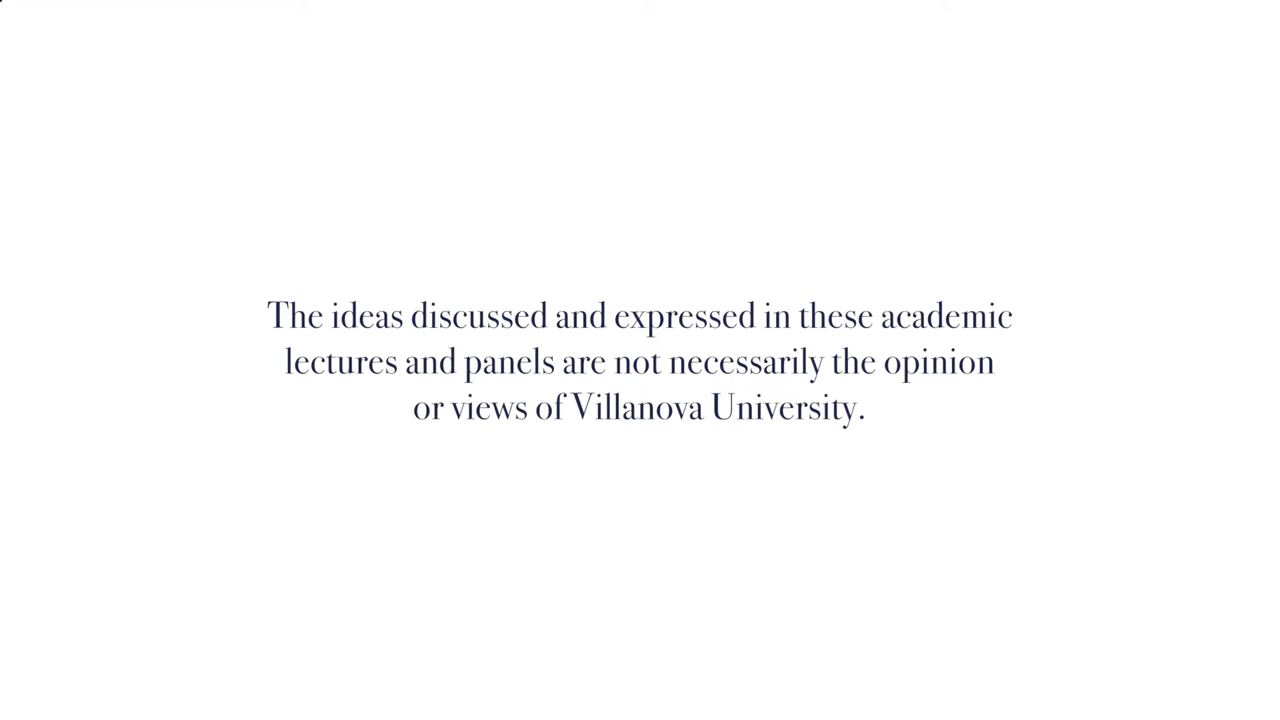 The ideas discussed and expressed in these academic
lectures and panels are not necessarily the opinion
or views of Villanova University.